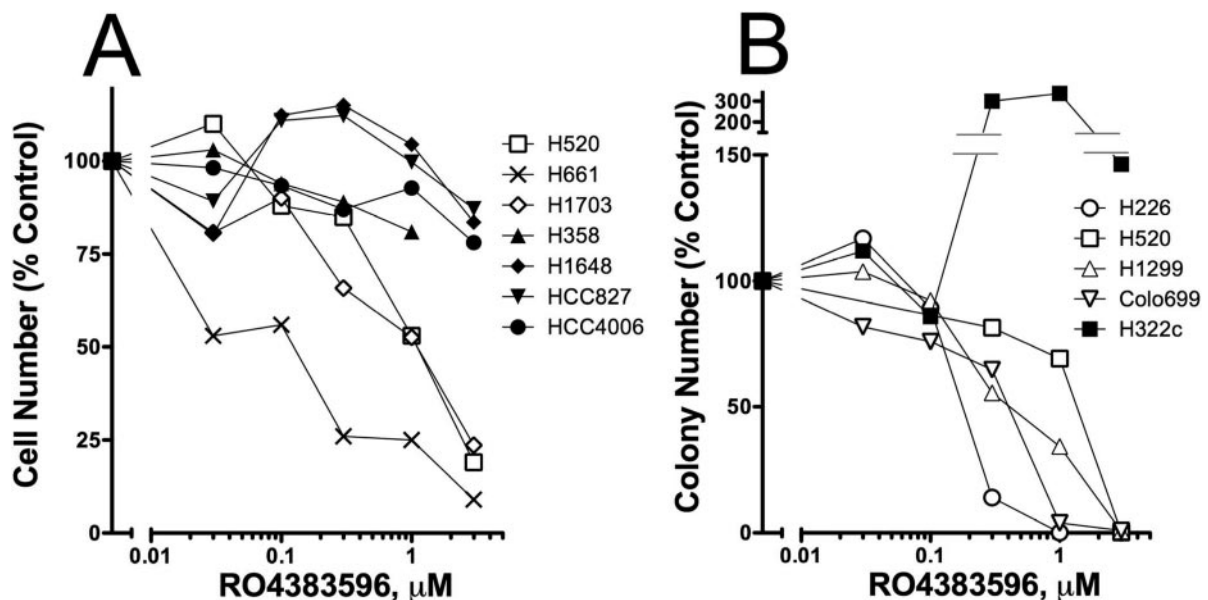 A
Cell Number (% Control)
100
75
50
25
0
0.01
0.1
1
RO4383596, μM
H520
H661
H1703
H358
H1648
HCC827
HCC4006
B
Colony Number (% Control)
300
200
150
100
50
0
0.01
0.1
1
RO4383596, μM
H226
H520
H1299
Colo699
H322c